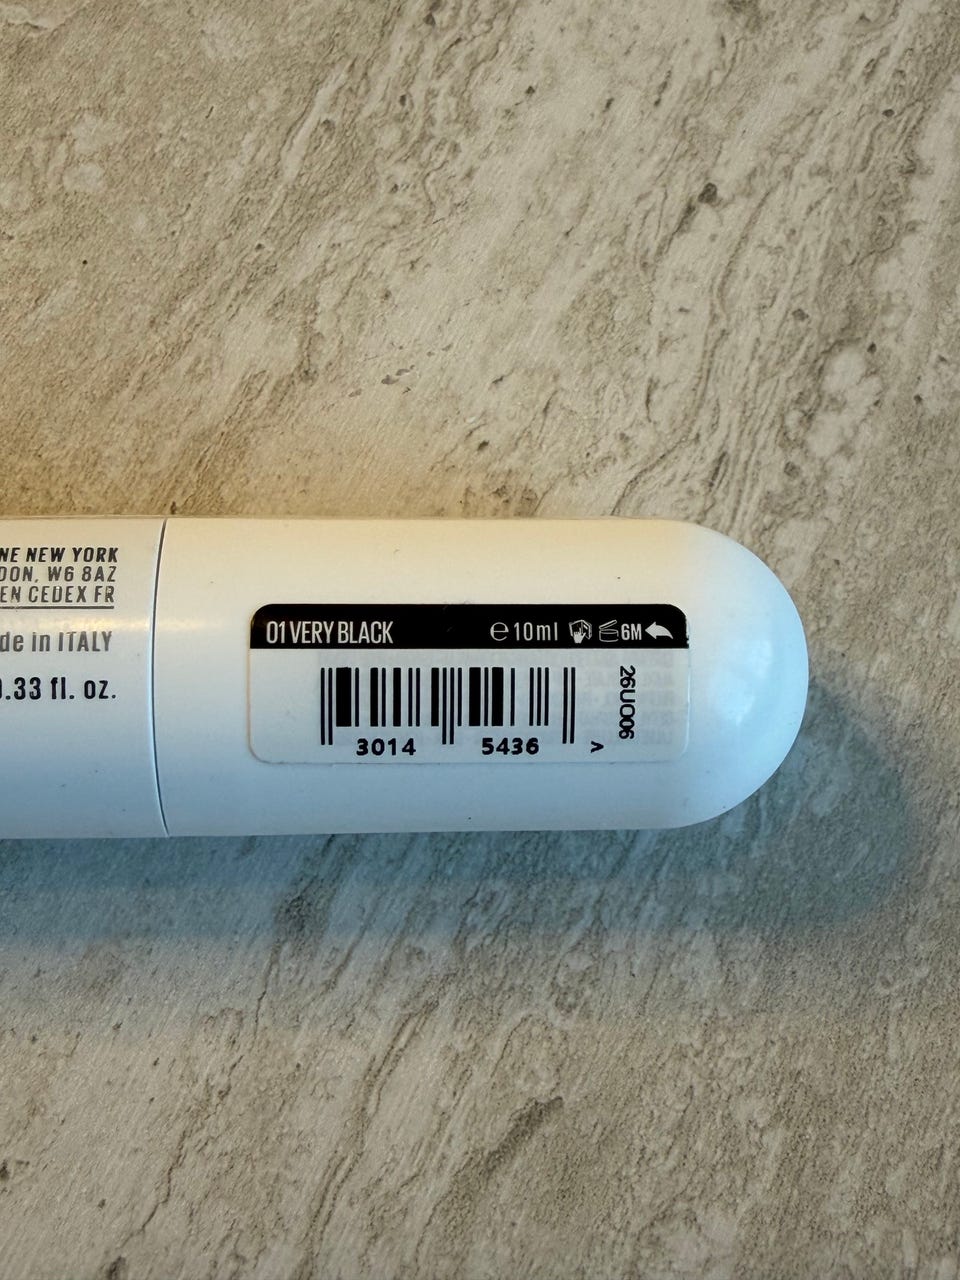 NE NEW YORK
DON, W6 8AZ
EN CEDEX FR
de in ITALY
0.33 fl. oz.
01 VERY BLACK ℮ 10ml 6M
3014 5436 >
26U006